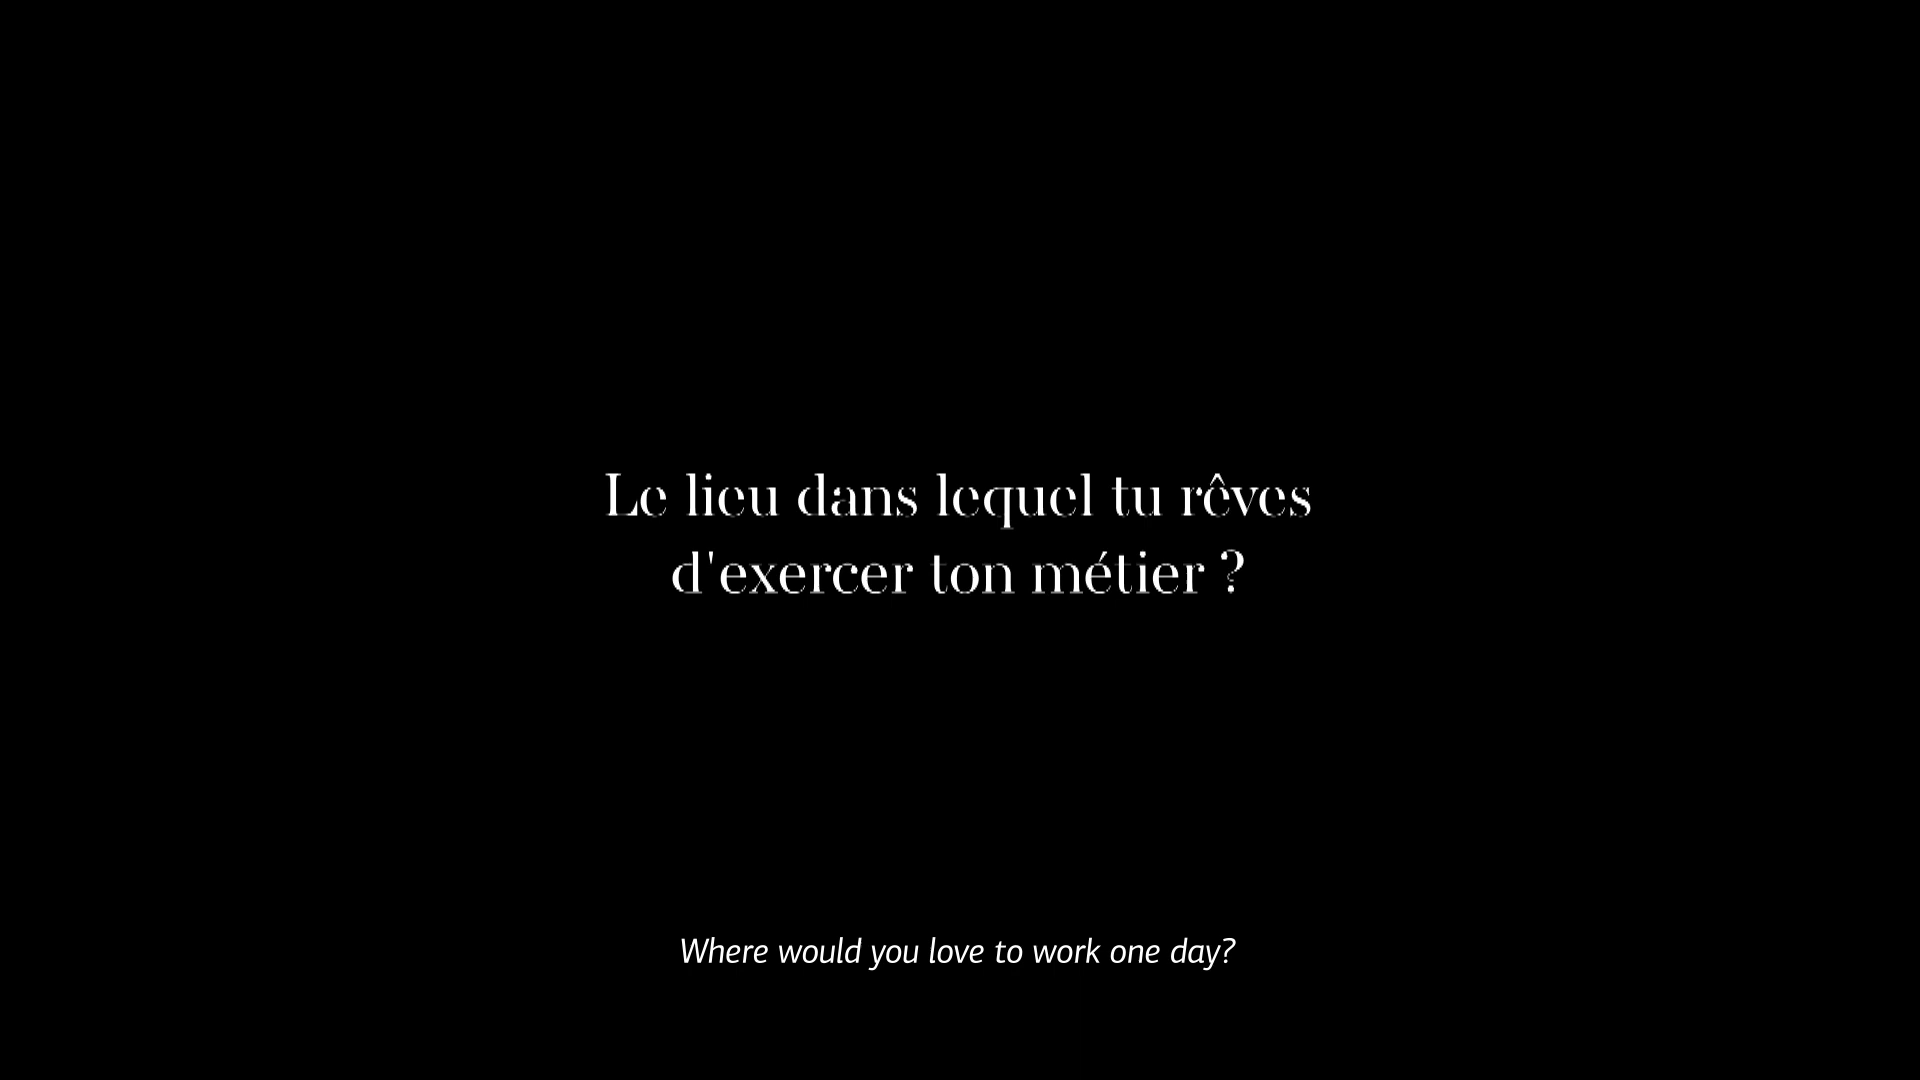 Le lieu dans lequel tu rêves
d'exercer ton métier ?
Where would you love to work one day?